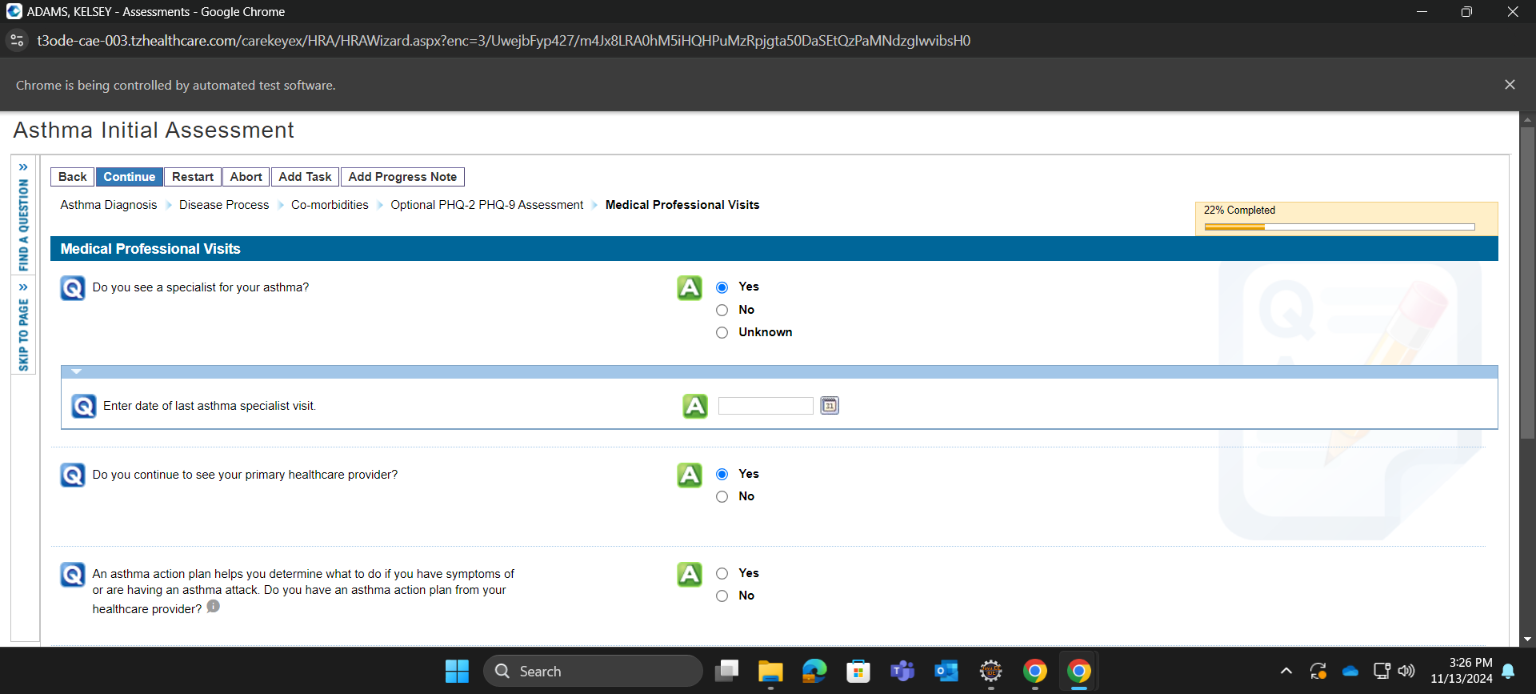 ADAMS, KELSEY - Assessments - Google Chrome
t3ode-cae-003.tzhealthcare.com/carekeyex/HRA/HRAWizard.aspx?enc=3/UwejbFyp427/m4Jx8LRA0hM5iHQHPuMzRpjgta50DaSEtQzPaMNdzglwvibsH0
Chrome is being controlled by automated test software.
Asthma Initial Assessment
FIND A QUESTION
SKIP TO PAGE
Back Continue Restart Abort Add Task Add Progress Note
Asthma Diagnosis Disease Process Co-morbidities Optional PHQ-2 PHQ-9 Assessment Medical Professional Visits
22% Completed
Medical Professional Visits
Q Do you see a specialist for your asthma? A Yes
No
Unknown
Q Enter date of last asthma specialist visit. A 31
Q Do you continue to see your primary healthcare provider? A Yes
No
Q An asthma action plan helps you determine what to do if you have symptoms of A Yes
or are having an asthma attack. Do you have an asthma action plan from your No
healthcare provider? i
Search
3:26 PM
11/13/2024